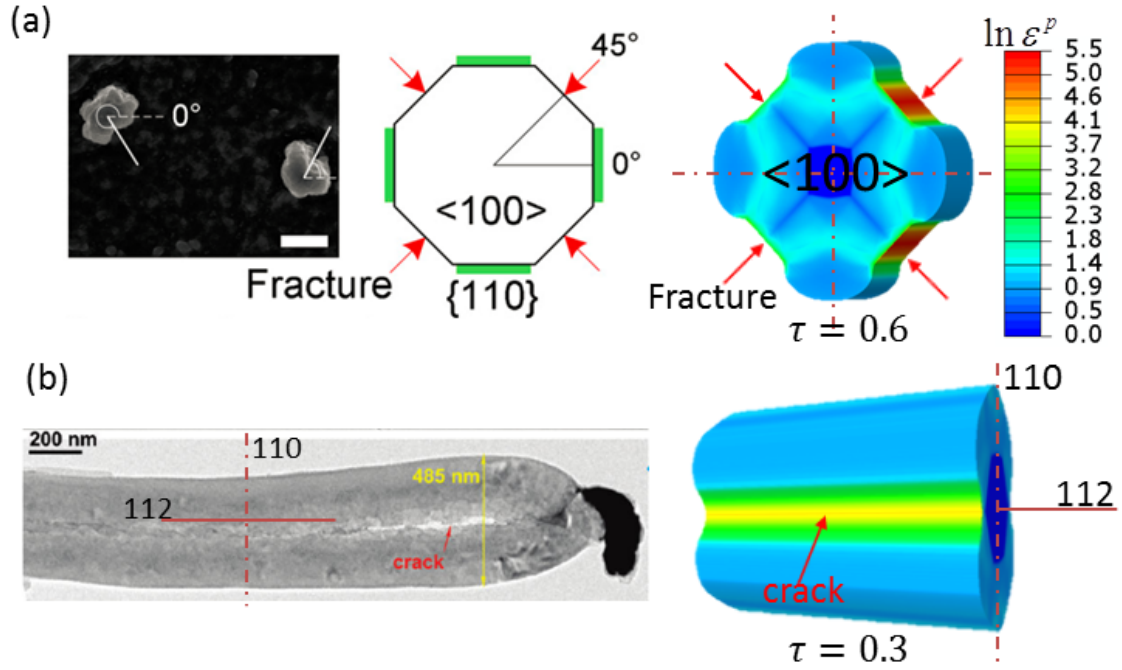 (a)
0°
45°
0°
<100>
Fracture
{110}
<100>
Fracture
τ = 0.6
ln ε^p
5.5
5.0
4.6
4.1
3.7
3.2
2.8
2.3
1.8
1.4
0.9
0.5
0.0
(b)
200 nm
110
112
485 nm
crack
110
112
crack
τ = 0.3